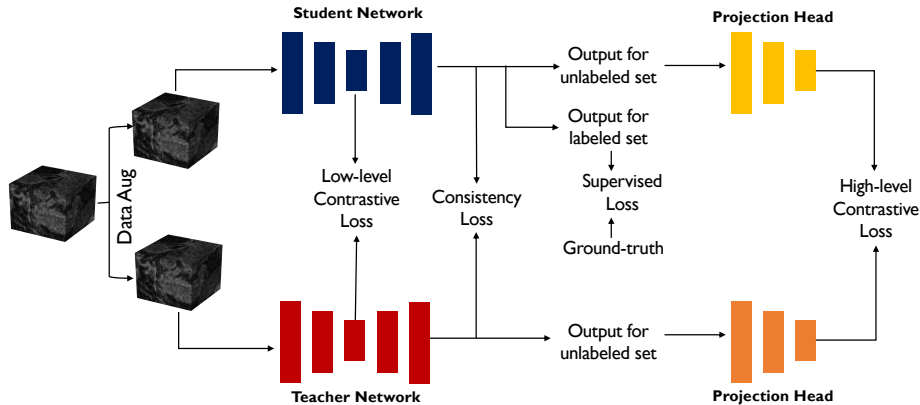 Student Network
Projection Head
Output for
unlabeled set
Output for
labeled set
Data Aug
Low-level
Contrastive
Loss
Consistency
Loss
Supervised
Loss
High-level
Contrastive
Loss
Ground-truth
Output for
unlabeled set
Teacher Network
Projection Head